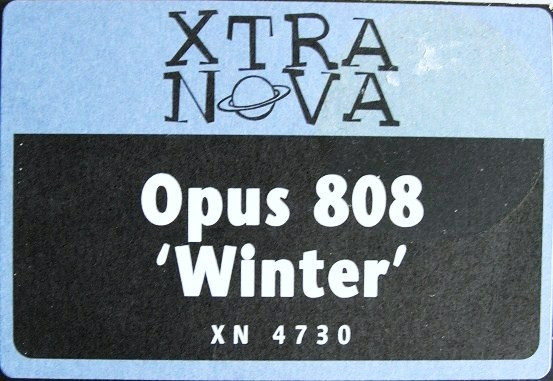 XTRA
NOVA
Opus 808
'Winter'
XN 4730